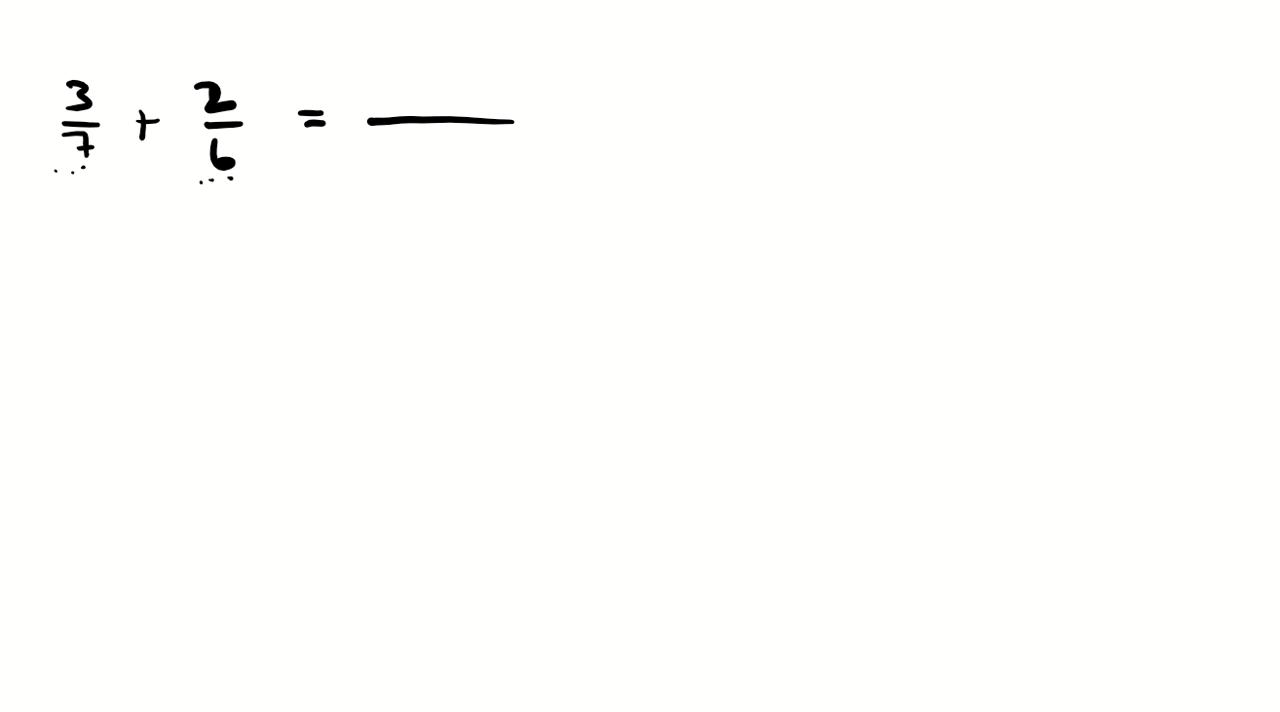 3/7 + 2/6 = ___